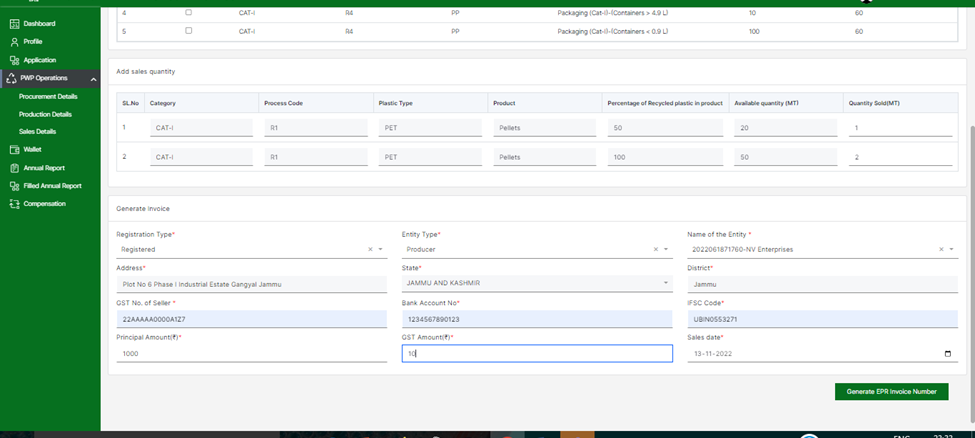 4 CAT-I R4 PP Packaging (Cat-I)-(Containers > 4.9 L) 10 60
5 CAT-I R4 PP Packaging (Cat-I)-(Containers < 0.9 L) 100 60
Dashboard
Profile
Application
PWP Operations
Procurement Details
Production Details
Sales Details
Wallet
Annual Report
Filled Annual Report
Compensation
Add sales quantity
SL.No Category Process Code Plastic Type Product Percentage of Recycled plastic in product Available quantity (MT) Quantity Sold(MT)
1 CAT-I R1 PET Pellets 50 20 1
2 CAT-I R1 PET Pellets 100 50 2
Generate Invoice
Registration Type* Entity Type* Name of the Entity *
Registered Producer 2022061871760-NV Enterprises
Address* State* District*
Plot No 6 Phase I Industrial Estate Gangyal Jammu JAMMU AND KASHMIR Jammu
GST No. of Seller * Bank Account No* IFSC Code*
22AAAAA0000A1Z7 1234567890123 UBIN0553271
Principal Amount(₹)* GST Amount(₹)* Sales date*
1000 10 13-11-2022
Generate EPR Invoice Number